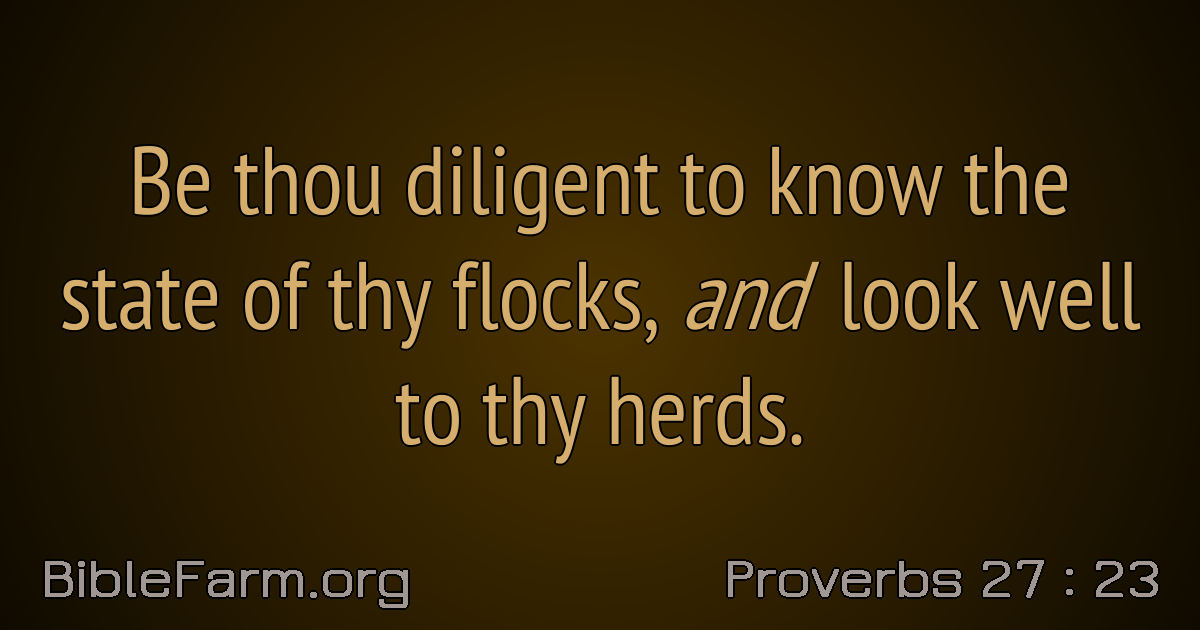 Be thou diligent to know the
state of thy flocks, and look well
to thy herds.
BibleFarm.org
Proverbs 27 : 23